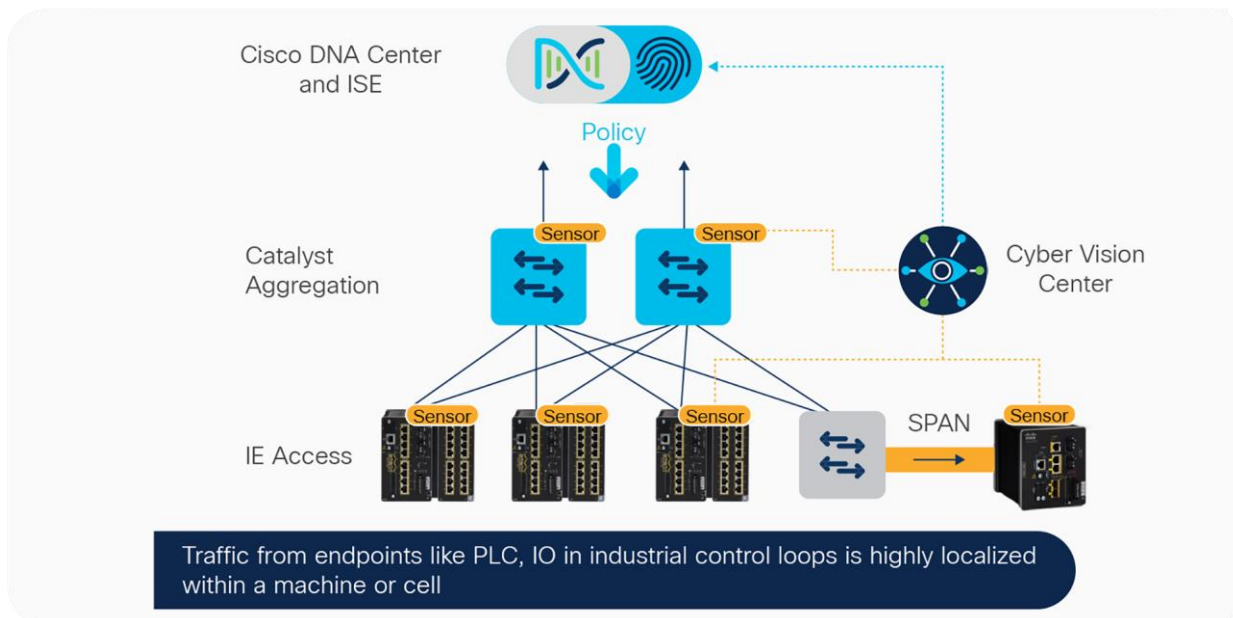 Cisco DNA Center
and ISE
Policy
Catalyst
Aggregation
Sensor
Sensor
Cyber Vision
Center
IE Access
Sensor
Sensor
Sensor
SPAN
Sensor
Traffic from endpoints like PLC, IO in industrial control loops is highly localized
within a machine or cell